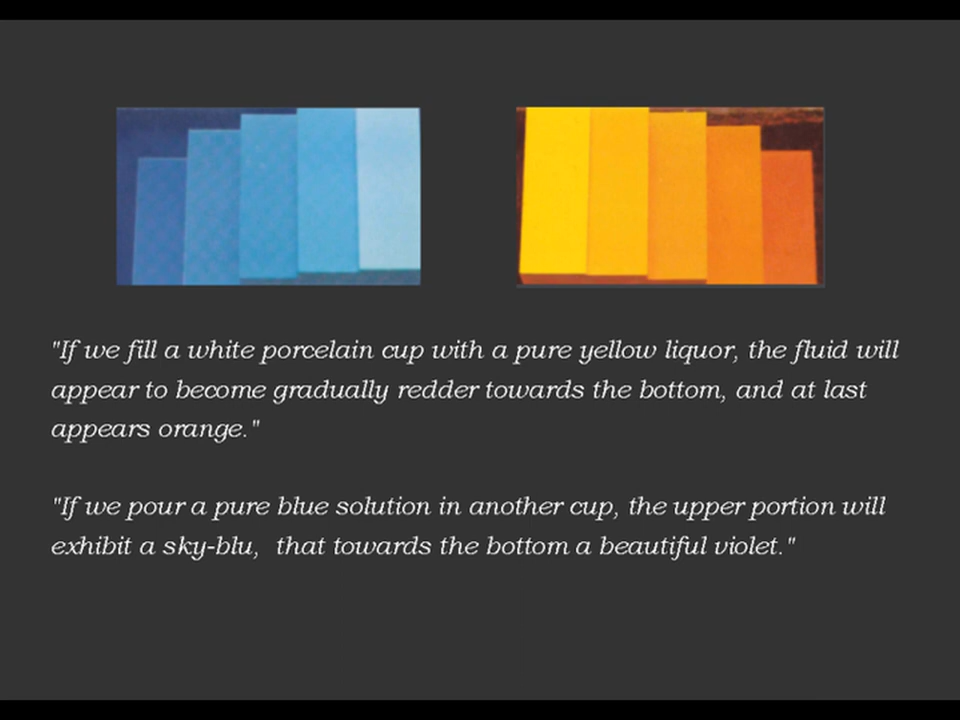 "If we fill a white porcelain cup with a pure yellow liquor, the fluid will
appear to become gradually redder towards the bottom, and at last
appears orange."
"If we pour a pure blue solution in another cup, the upper portion will
exhibit a sky-blu,  that towards the bottom a beautiful violet."